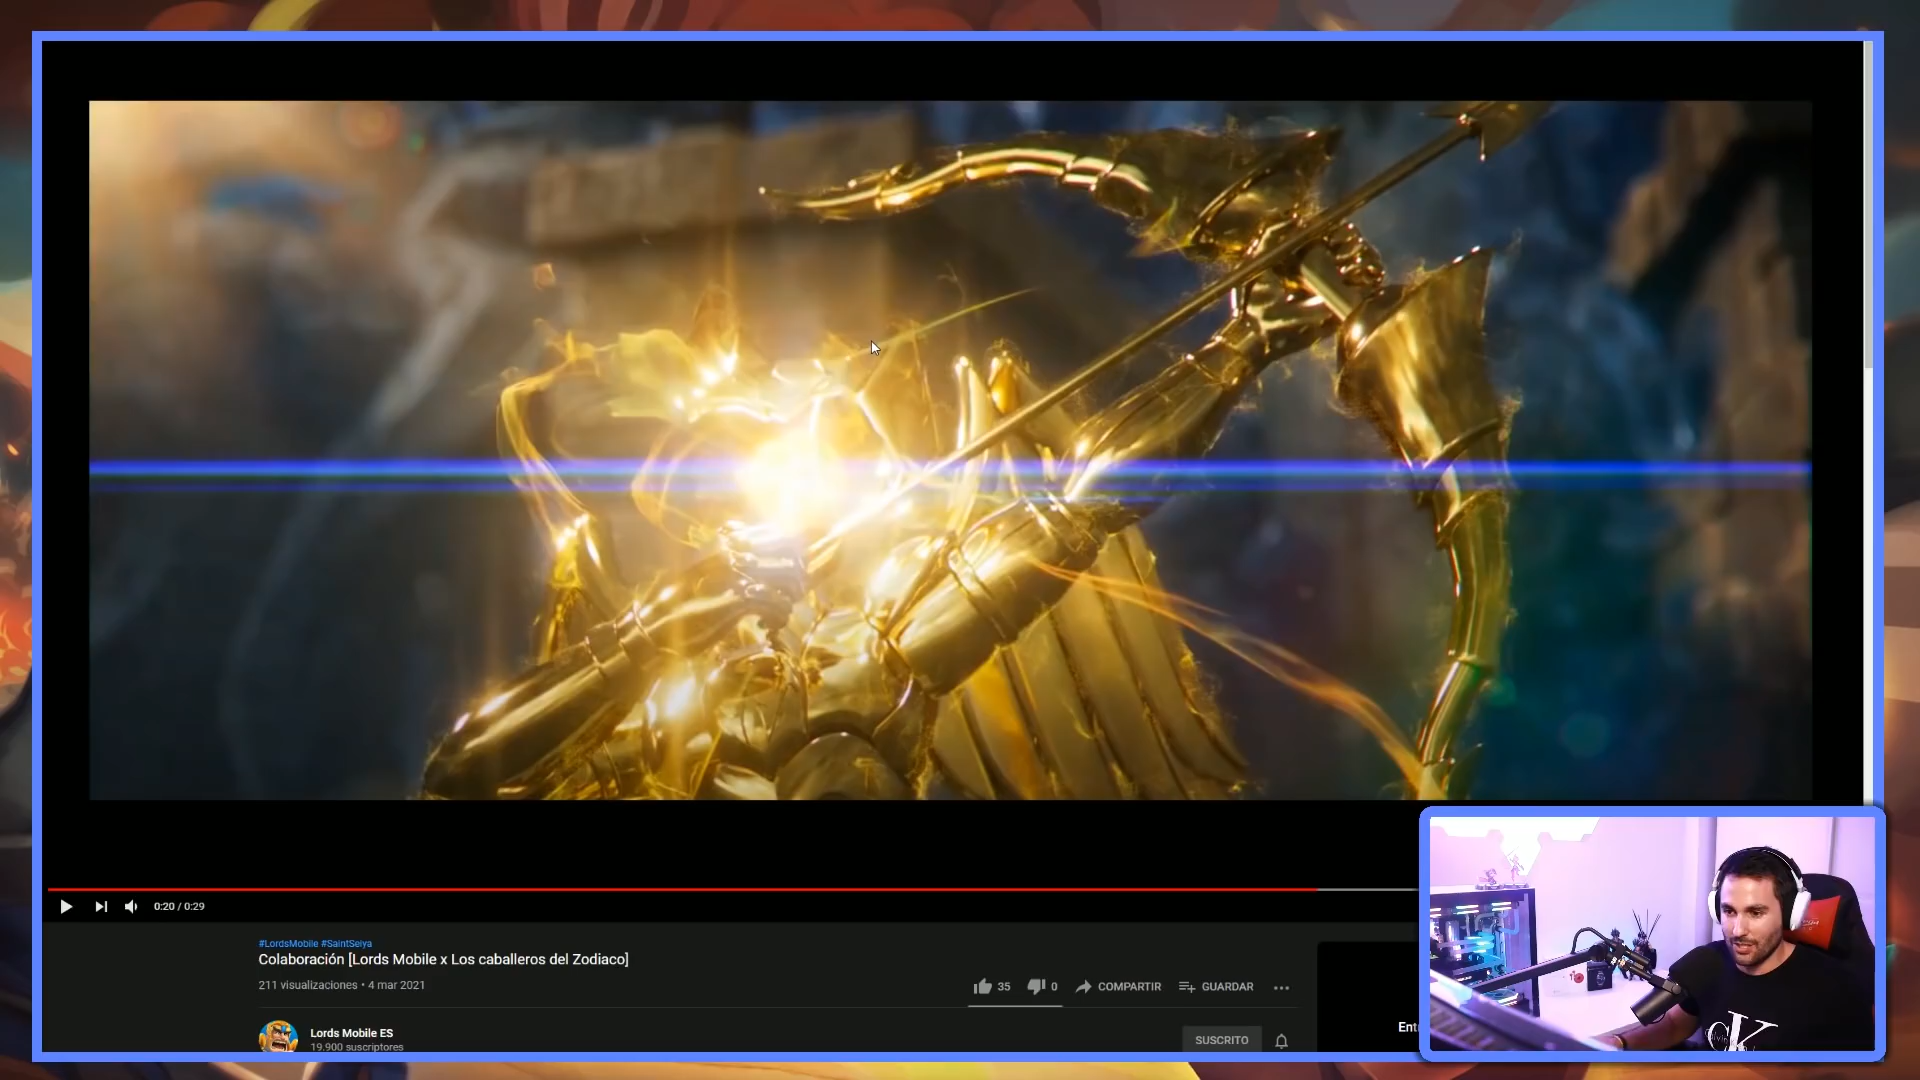 0:20 / 0:29
#LordsMobile #SaintSeiya
Colaboración [Lords Mobile x Los caballeros del Zodiaco]
211 visualizaciones • 4 mar 2021
35
0
COMPARTIR
GUARDAR
Lords Mobile ES
19.900 suscriptores
SUSCRITO
Ent
CK